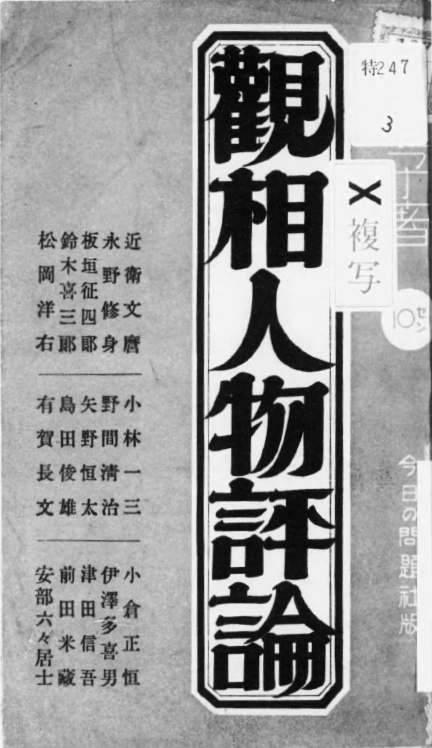 特247
3
X複写
10セン
今日の問題社版
觀相人物評論
近衛文麿
永野修身
板垣征四郎
鈴木喜三郎
松岡洋右
小林一三
野間清治
矢野恒太
島田俊雄
有賀長文
小倉正恒
伊澤多喜男
津田信吾
前田米藏
安部六々居士